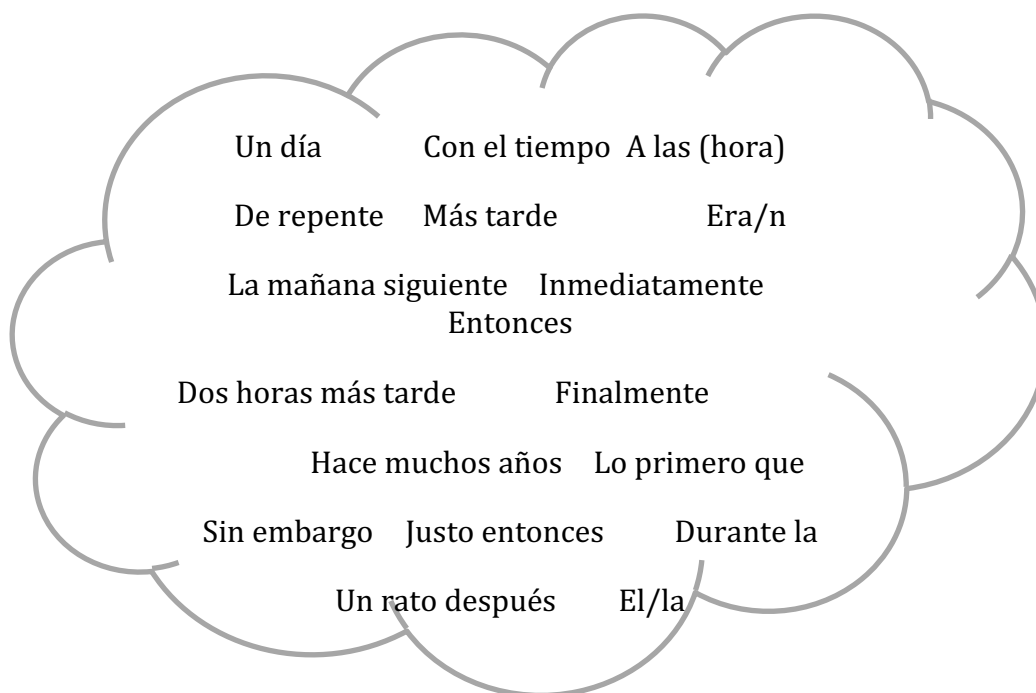 Un día Con el tiempo A las (hora)
De repente Más tarde Era/n
La mañana siguiente Inmediatamente
Entonces
Dos horas más tarde Finalmente
Hace muchos años Lo primero que
Sin embargo Justo entonces Durante la
Un rato después El/la